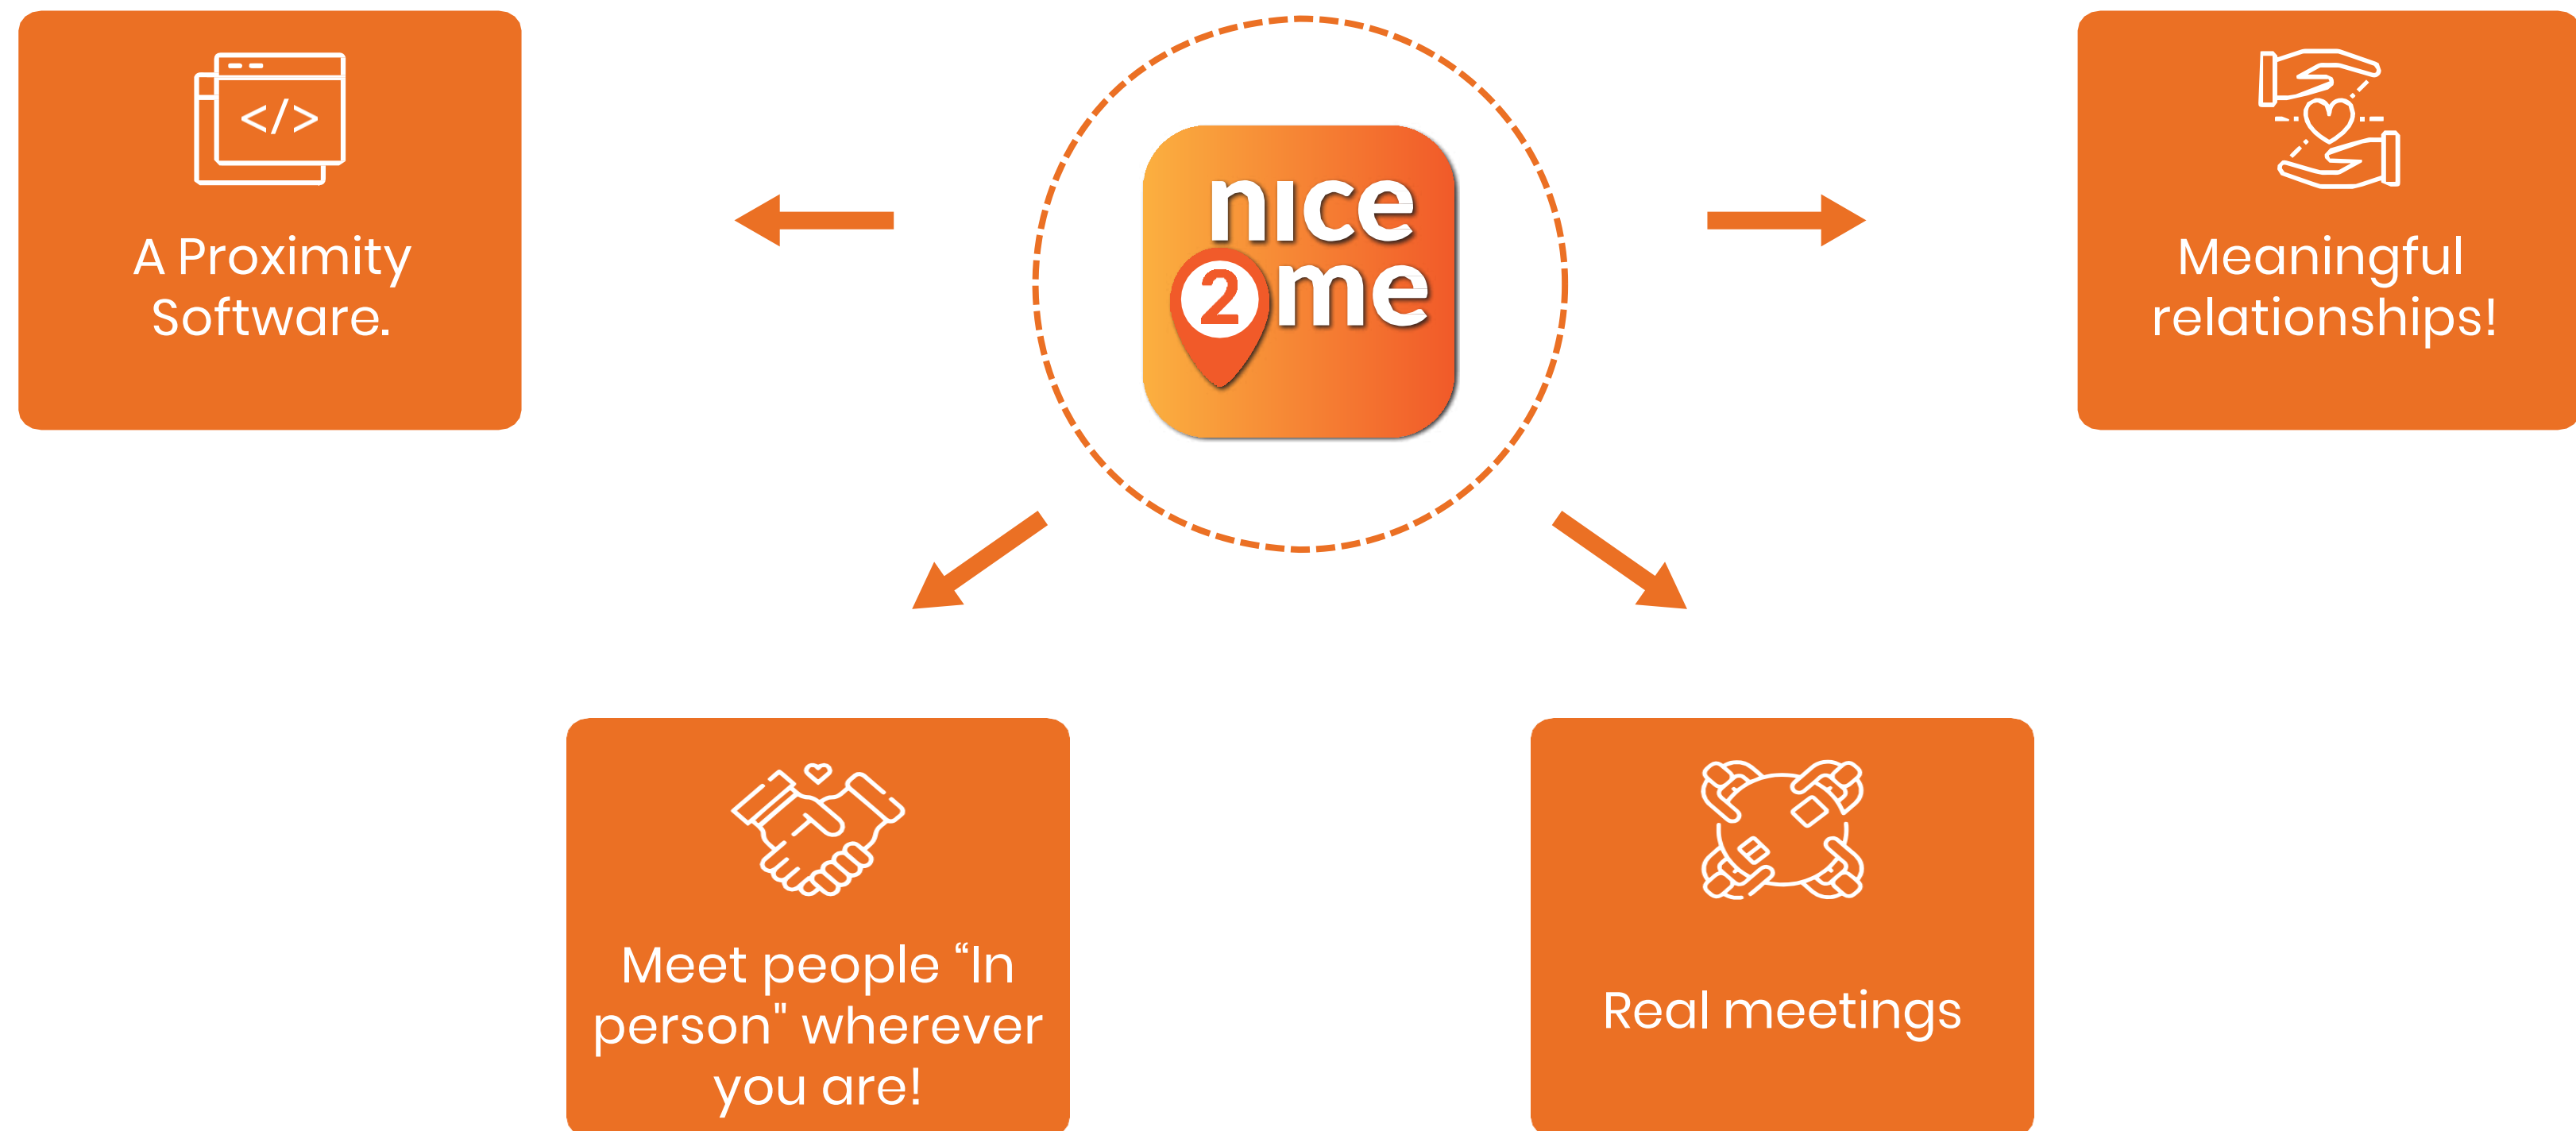 nice
2 me
</>
A Proximity
Software.
Meaningful
relationships!
Meet people “In
person" wherever
you are!
Real meetings